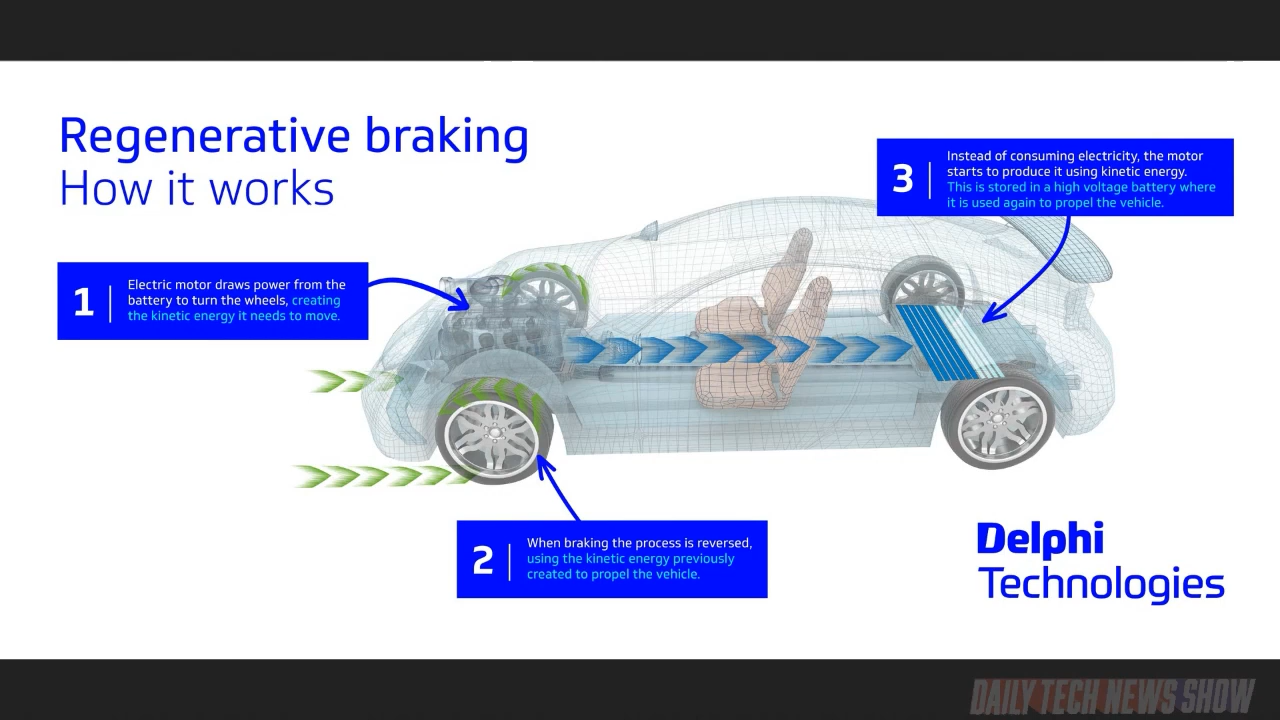 Regenerative braking
How it works
1
Electric motor draws power from the
battery to turn the wheels, creating
the kinetic energy it needs to move.
3
Instead of consuming electricity, the motor
starts to produce it using kinetic energy.
This is stored in a high voltage battery where
it is used again to propel the vehicle.
2
When braking the process is reversed,
using the kinetic energy previously
created to propel the vehicle.
Delphi
Technologies
DAILY TECH NEWS SHOW